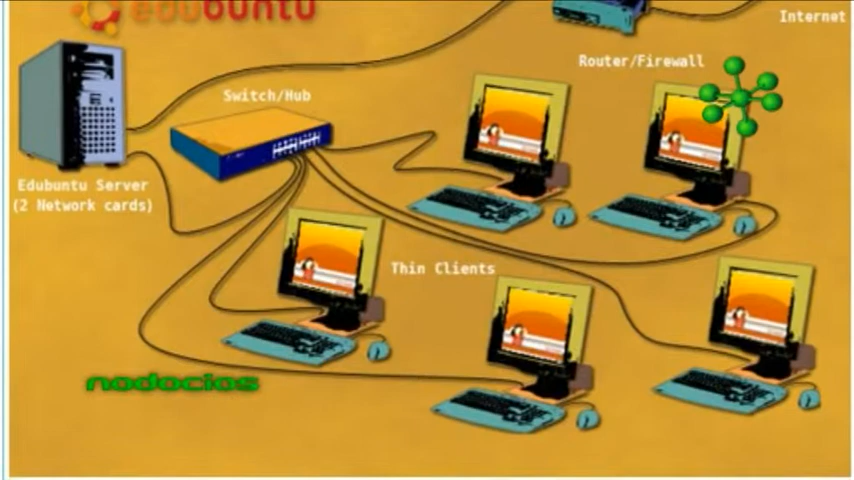 edubuntu
Internet
Router/Firewall
Switch/Hub
Edubuntu Server
(2 Network cards)
Thin Clients
nodocios